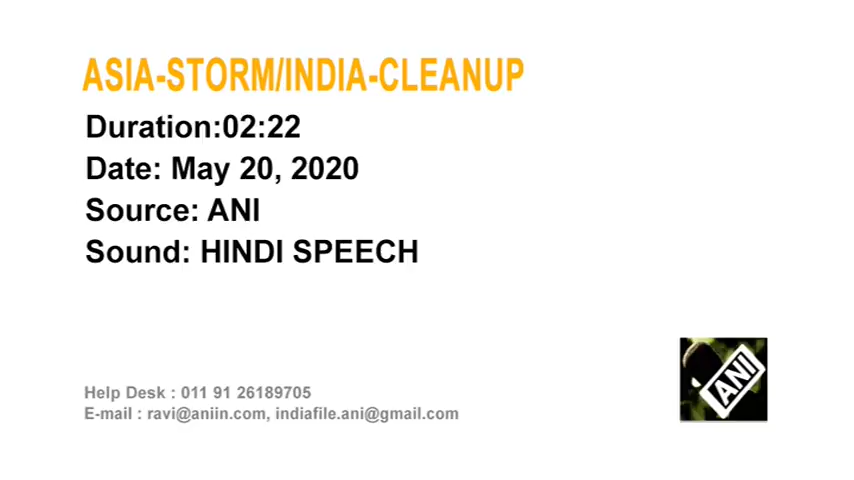 ASIA-STORM/INDIA-CLEANUP
Duration:02:22
Date: May 20, 2020
Source: ANI
Sound: HINDI SPEECH
Help Desk : 011 91 26189705
E-mail : ravi@aniin.com, indiafile.ani@gmail.com
ANI